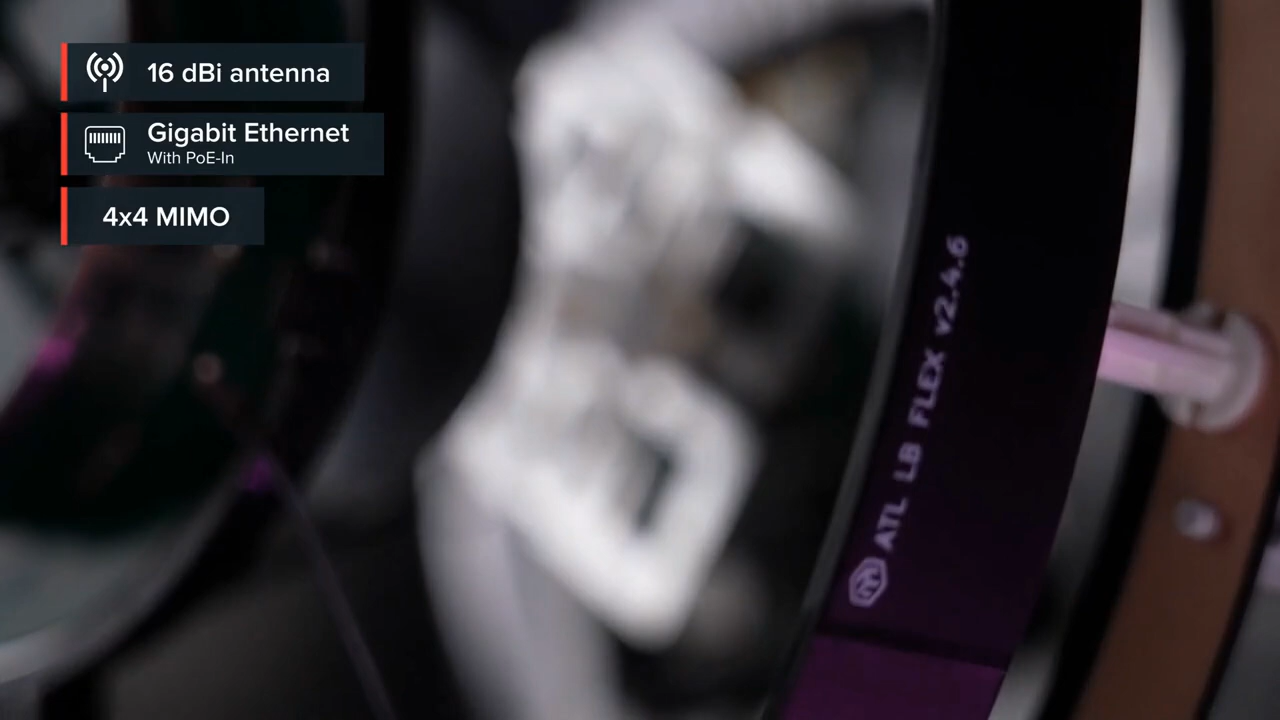 16 dBi antenna
Gigabit Ethernet
With PoE-In
4x4 MIMO
ATL LB FLEX v2.4.6